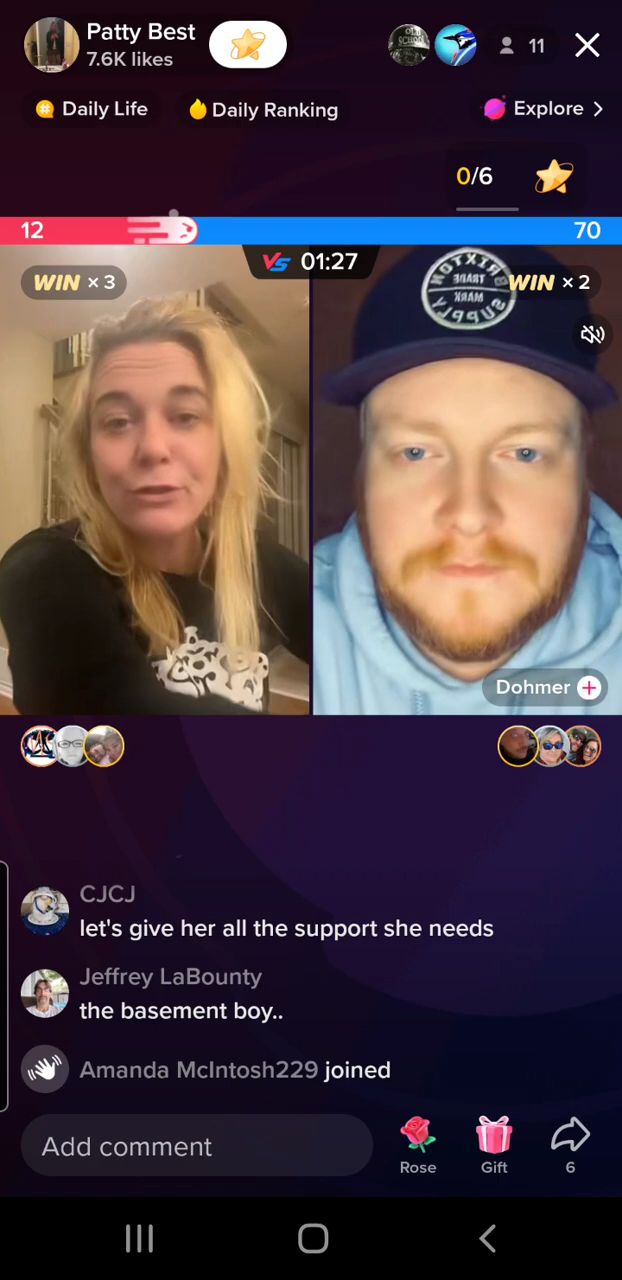 Patty Best
7.6K likes
11
Daily Life
Daily Ranking
Explore
0/6
12
70
VS 01:27
WIN × 3
WIN × 2
BRIXTON
TRADE
MARK
SUPPLY
Dohmer
CJCJ
let's give her all the support she needs
Jeffrey LaBounty
the basement boy..
Amanda McIntosh229 joined
Add comment
Rose
Gift
6